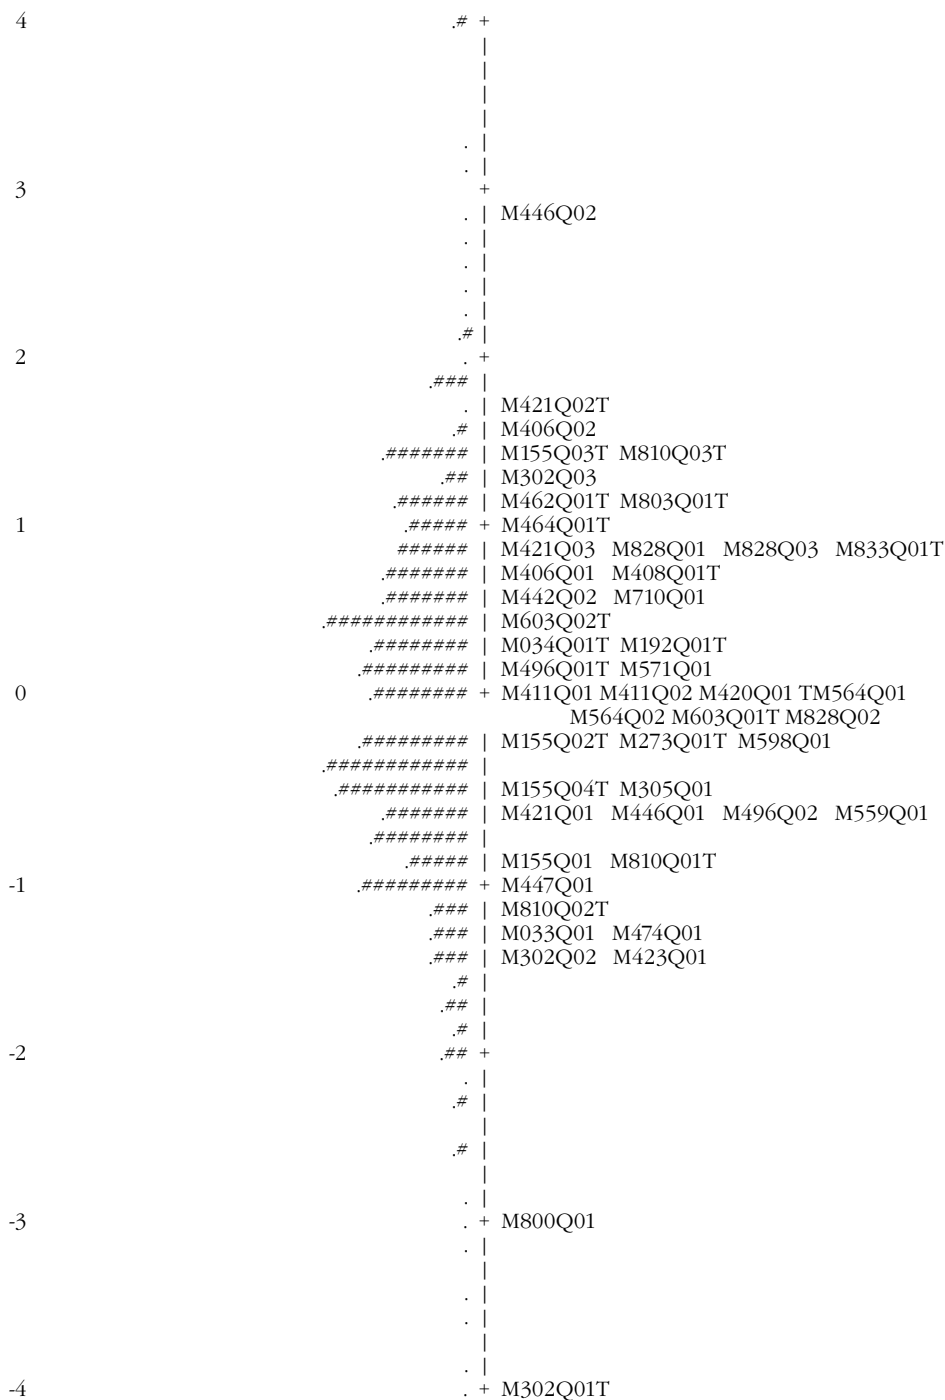 4 .# +
|
|
|
|
. |
. |
3 +
. | M446Q02
. |
. |
. |
. |
.# |
2 . +
.### |
. | M421Q02T
.# | M406Q02
.####### | M155Q03T M810Q03T
.## | M302Q03
.###### | M462Q01T M803Q01T
1 .##### + M464Q01T
###### | M421Q03 M828Q01 M828Q03 M833Q01T
.####### | M406Q01 M408Q01T
.####### | M442Q02 M710Q01
.############ | M603Q02T
.######## | M034Q01T M192Q01T
.######### | M496Q01T M571Q01
0 .######## + M411Q01 M411Q02 M420Q01 TM564Q01
M564Q02 M603Q01T M828Q02
.######### | M155Q02T M273Q01T M598Q01
.############ |
.########### | M155Q04T M305Q01
.####### | M421Q01 M446Q01 M496Q02 M559Q01
.######## |
.##### | M155Q01 M810Q01T
-1 .######### + M447Q01
.### | M810Q02T
.### | M033Q01 M474Q01
.### | M302Q02 M423Q01
.# |
.## |
.# |
-2 .## +
. |
.# |
|
.# |
|
. |
-3 . + M800Q01
. |
|
. |
. |
|
. |
-4 . + M302Q01T